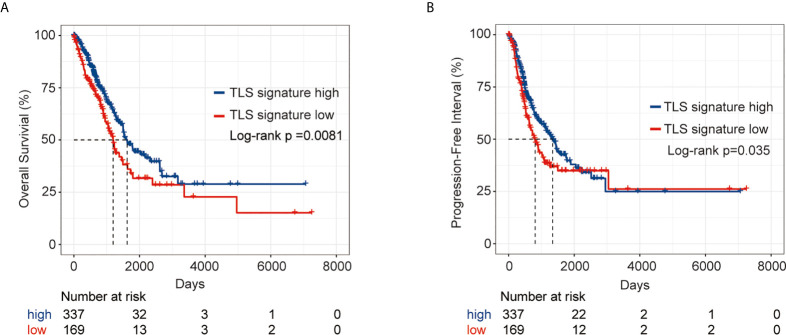 A
100
75
50
25
0
Overall Survivial (%)
TLS signature high
TLS signature low
Log-rank p =0.0081
0 2000 4000 6000 8000
Days
Number at risk
high 337 32 3 1 0
low 169 13 3 2 0
B
100
75
50
25
0
Progression-Free Interval (%)
TLS signature high
TLS signature low
Log-rank p=0.035
0 2000 4000 6000 8000
Days
Number at risk
high 337 22 2 1 0
low 169 12 2 2 0